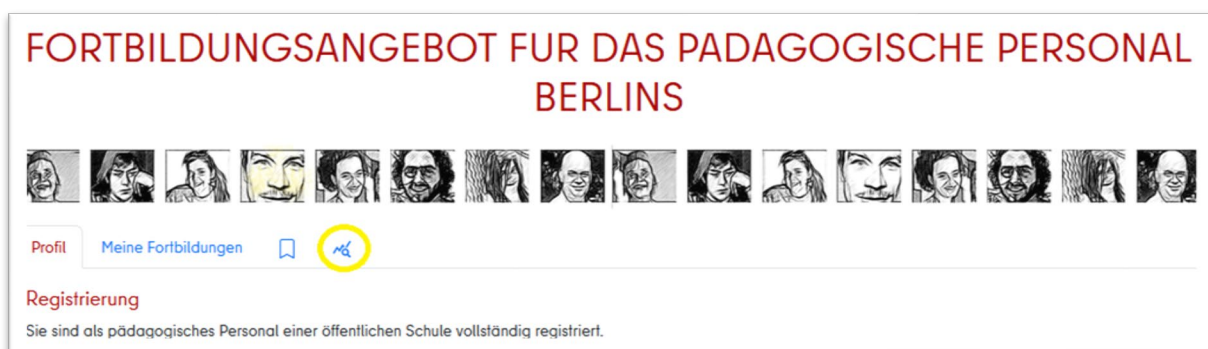 FORTBILDUNGSANGEBOT FUR DAS PADAGOGISCHE PERSONAL
BERLINS
Profil Meine Fortbildungen
Registrierung
Sie sind als pädagogisches Personal einer öffentlichen Schule vollständig registriert.